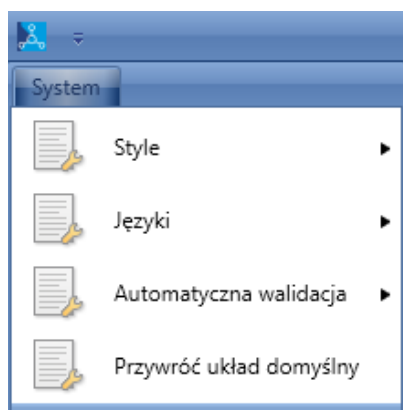 System
Style
Języki
Automatyczna walidacja
Przywróć układ domyślny